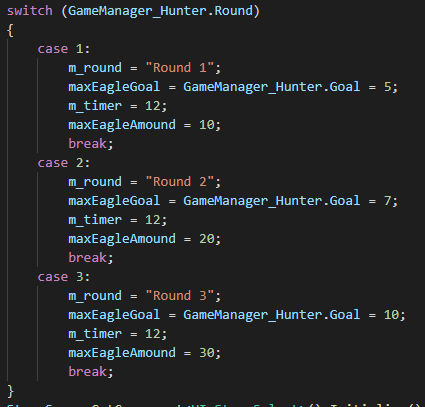 switch (GameManager_Hunter.Round)
{
case 1:
m_round = "Round 1";
maxEagleGoal = GameManager_Hunter.Goal = 5;
m_timer = 12;
maxEagleAmound = 10;
break;
case 2:
m_round = "Round 2";
maxEagleGoal = GameManager_Hunter.Goal = 7;
m_timer = 12;
maxEagleAmound = 20;
break;
case 3:
m_round = "Round 3";
maxEagleGoal = GameManager_Hunter.Goal = 10;
m_timer = 12;
maxEagleAmound = 30;
break;
}